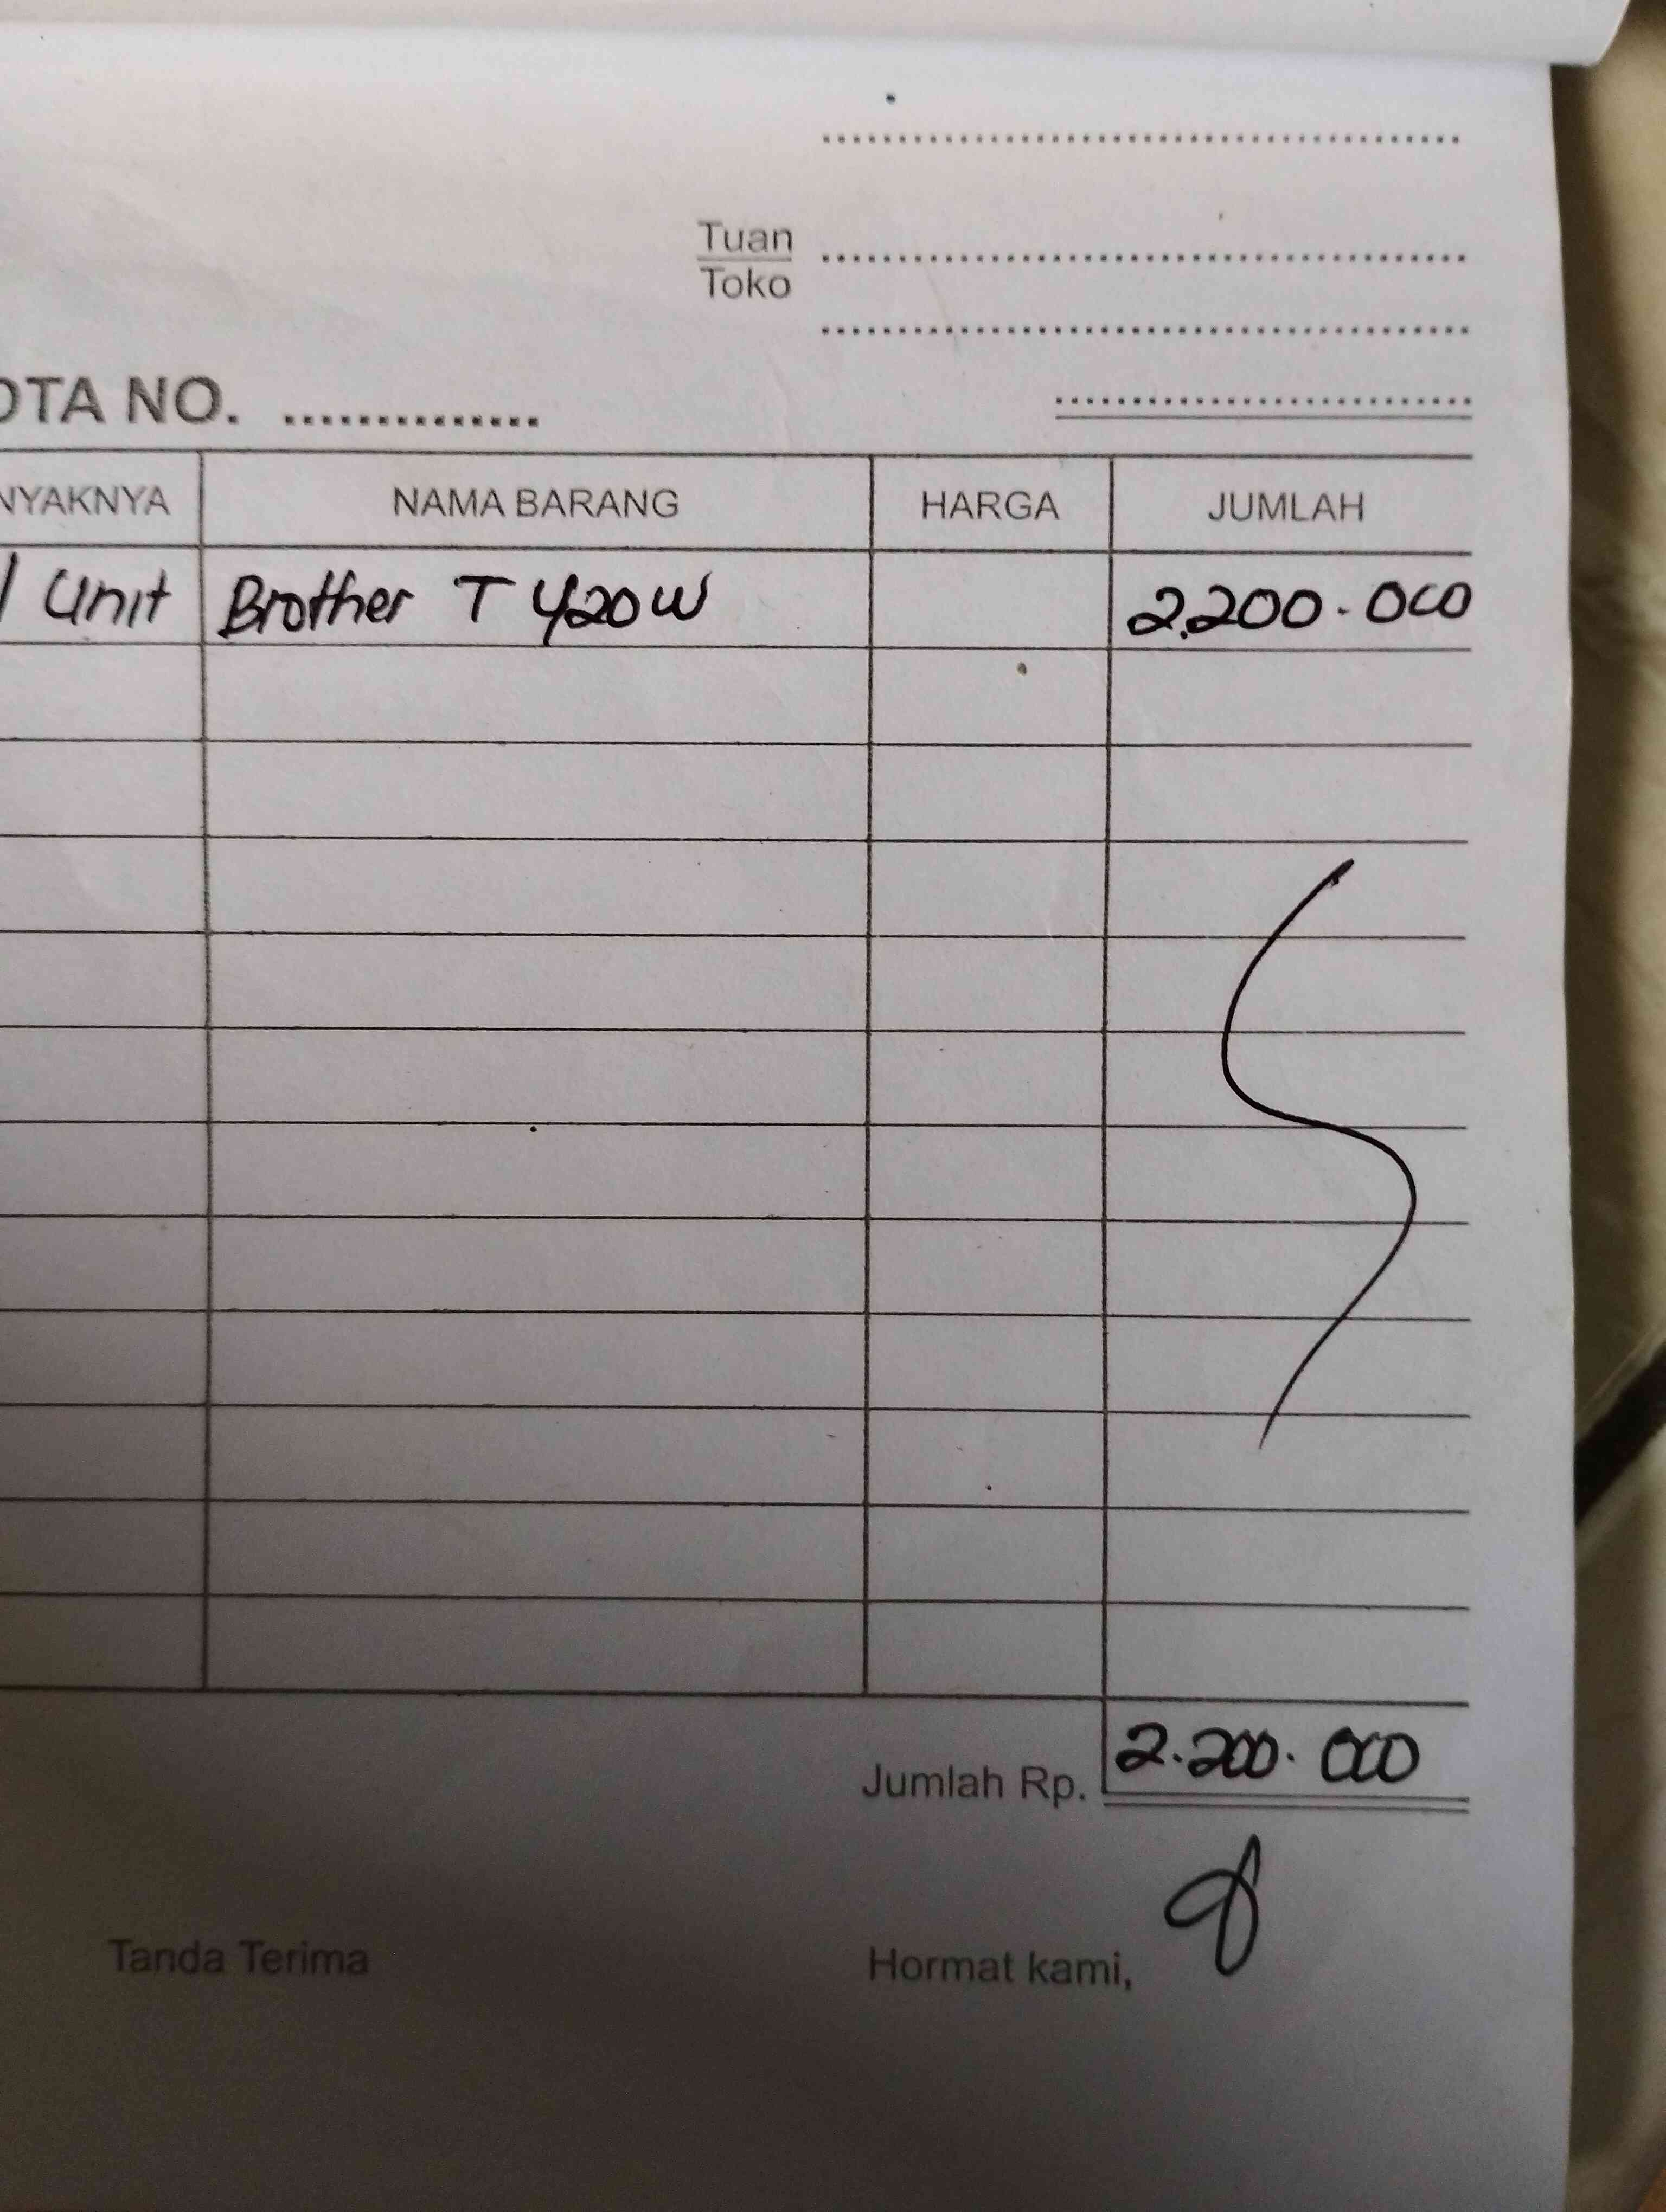 Tuan
Toko
OTA NO. ..............
NYAKNYA NAMA BARANG HARGA JUMLAH
1 Unit Brother T 420 W 2.200.000
Jumlah Rp. 2.200.000
Tanda Terima Hormat kami,